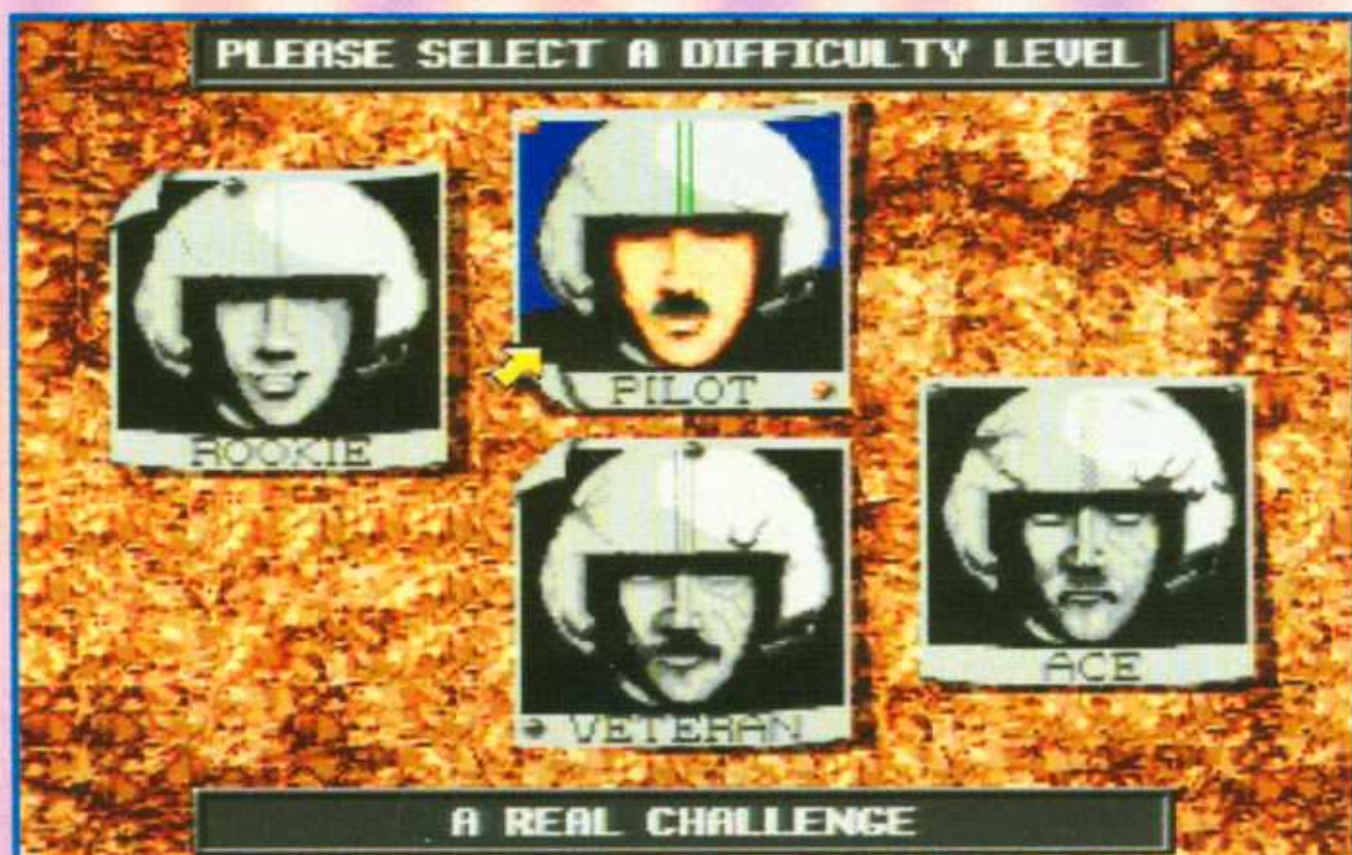 PLEASE SELECT A DIFFICULTY LEVEL
ROOKIE
PILOT
VETERAN
ACE
A REAL CHALLENGE